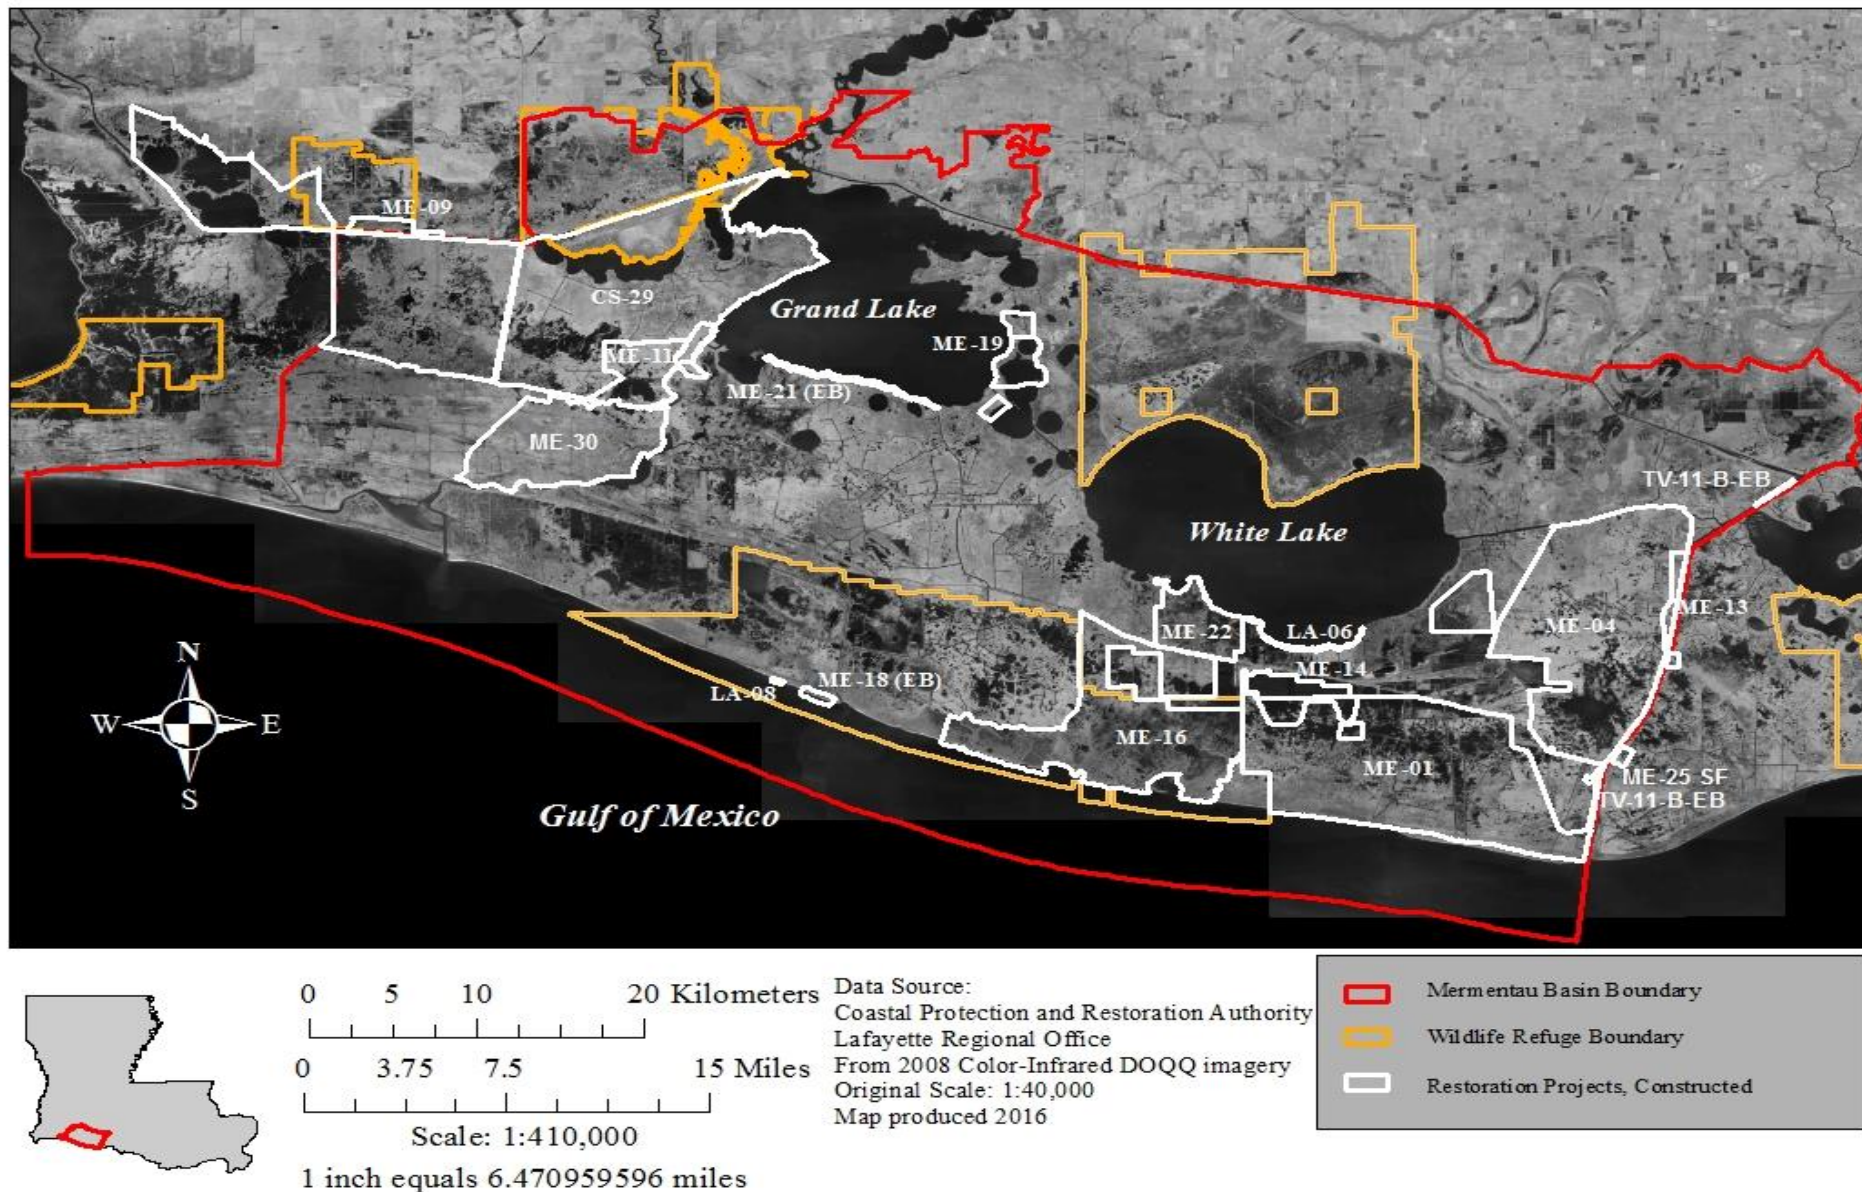 ME-09
CS-29
Grand Lake
ME-19
ME-11
ME-21 (EB)
ME-30
TV-11-B-EB
White Lake
ME-13
ME-22
LA-06
ME-04
ME-14
LA-08
ME-18 (EB)
ME-16
ME-01
ME-25 SF
TV-11-B-EB
N
W
E
S
Gulf of Mexico
0 5 10 20 Kilometers
0 3.75 7.5 15 Miles
Scale: 1:410,000
1 inch equals 6.470959596 miles
Data Source:
Coastal Protection and Restoration Authority
Lafayette Regional Office
From 2008 Color-Infrared DOQQ imagery
Original Scale: 1:40,000
Map produced 2016
Mermentau Basin Boundary
Wildlife Refuge Boundary
Restoration Projects, Constructed